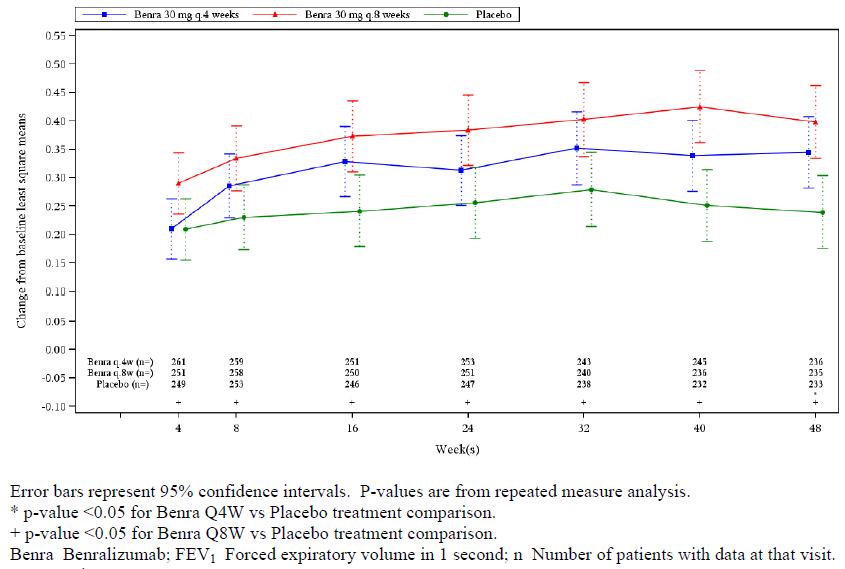 Benra 30 mg q.4 weeks Benra 30 mg q.8 weeks Placebo
Change from baseline least square means
0.55
0.50
0.45
0.40
0.35
0.30
0.25
0.20
0.15
0.10
0.05
0.00
-0.05
-0.10
Benra q.4w (n=) 261 259 251 253 243 245 236
Benra q.8w (n=) 251 258 250 251 240 236 235
Placebo (n=) 249 253 246 247 238 232 233
*
+ + + + + + +
4 8 16 24 32 40 48
Week(s)
Error bars represent 95% confidence intervals. P-values are from repeated measure analysis.
* p-value <0.05 for Benra Q4W vs Placebo treatment comparison.
+ p-value <0.05 for Benra Q8W vs Placebo treatment comparison.
Benra Benralizumab; FEV1 Forced expiratory volume in 1 second; n Number of patients with data at that visit.